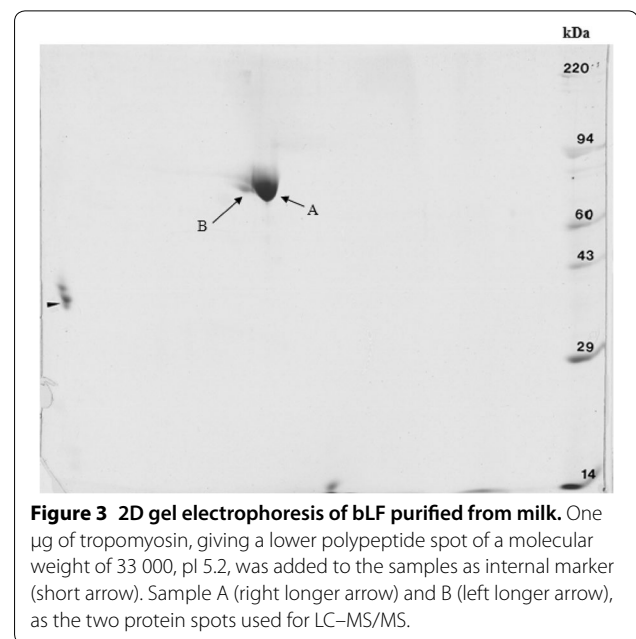 kDa
220
94
B
A
60
43
29
14
Figure 3 2D gel electrophoresis of bLF purified from milk. One
µg of tropomyosin, giving a lower polypeptide spot of a molecular
weight of 33 000, pI 5.2, was added to the samples as internal marker
(short arrow). Sample A (right longer arrow) and B (left longer arrow),
as the two protein spots used for LC–MS/MS.